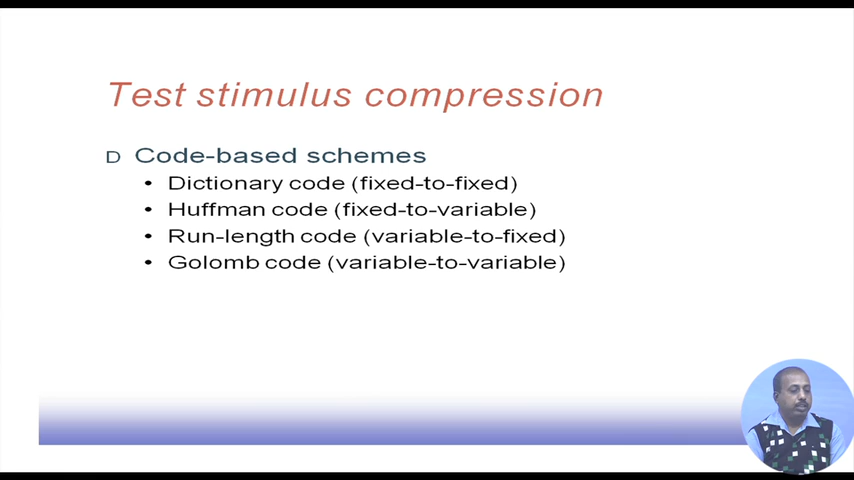 Test stimulus compression
D Code-based schemes
• Dictionary code (fixed-to-fixed)
• Huffman code (fixed-to-variable)
• Run-length code (variable-to-fixed)
• Golomb code (variable-to-variable)